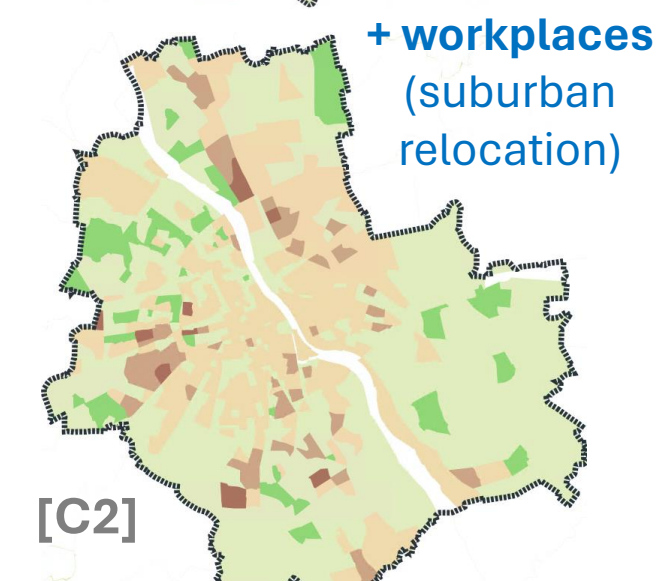 + workplaces
(suburban
relocation)
[C2]